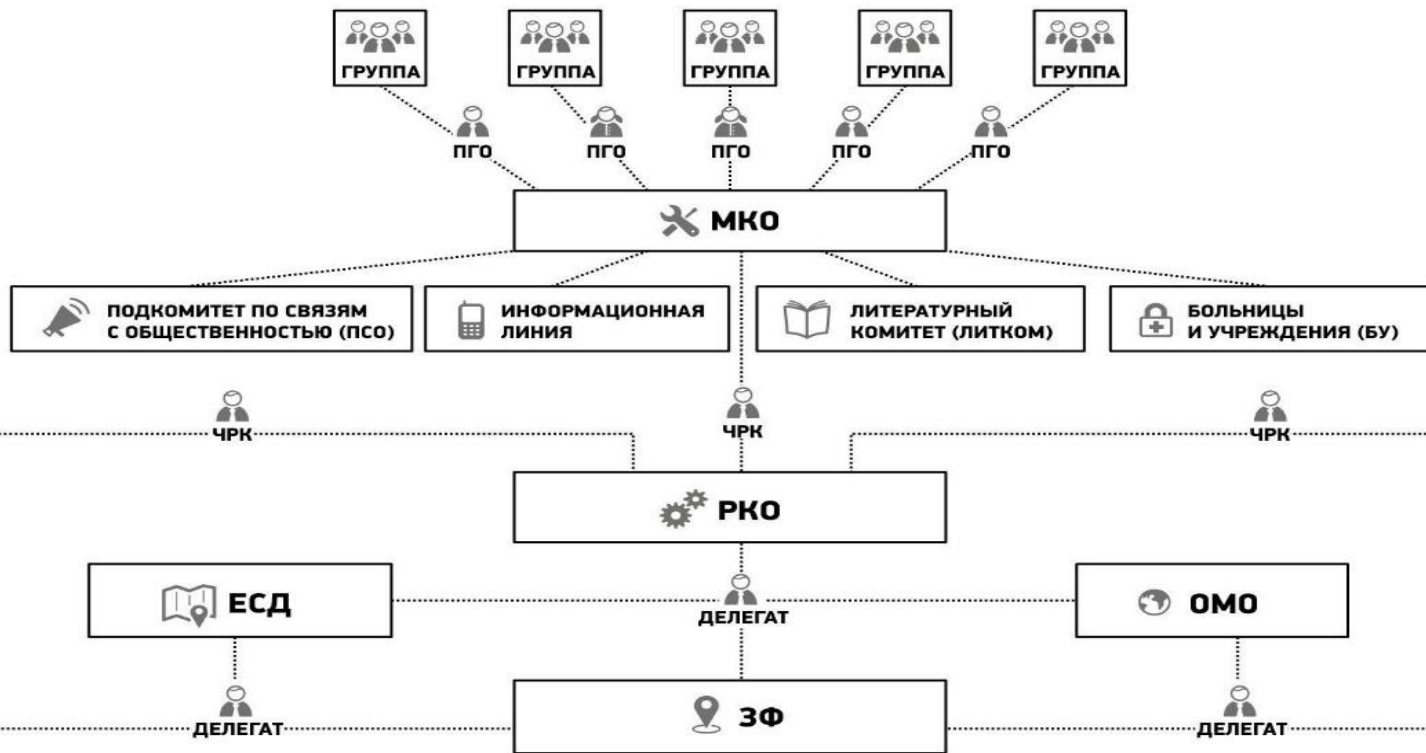 ГРУППА
ГРУППА
ГРУППА
ГРУППА
ГРУППА
ПГО
ПГО
ПГО
ПГО
ПГО
МКО
ПОДКОМИТЕТ ПО СВЯЗЯМ
С ОБЩЕСТВЕННОСТЬЮ (ПСО)
ИНФОРМАЦИОННАЯ
ЛИНИЯ
ЛИТЕРАТУРНЫЙ
КОМИТЕТ (ЛИТКОМ)
БОЛЬНИЦЫ
И УЧРЕЖДЕНИЯ (БУ)
ЧРК
ЧРК
ЧРК
РКО
ЕСД
ДЕЛЕГАТ
ОМО
ДЕЛЕГАТ
ЗФ
ДЕЛЕГАТ